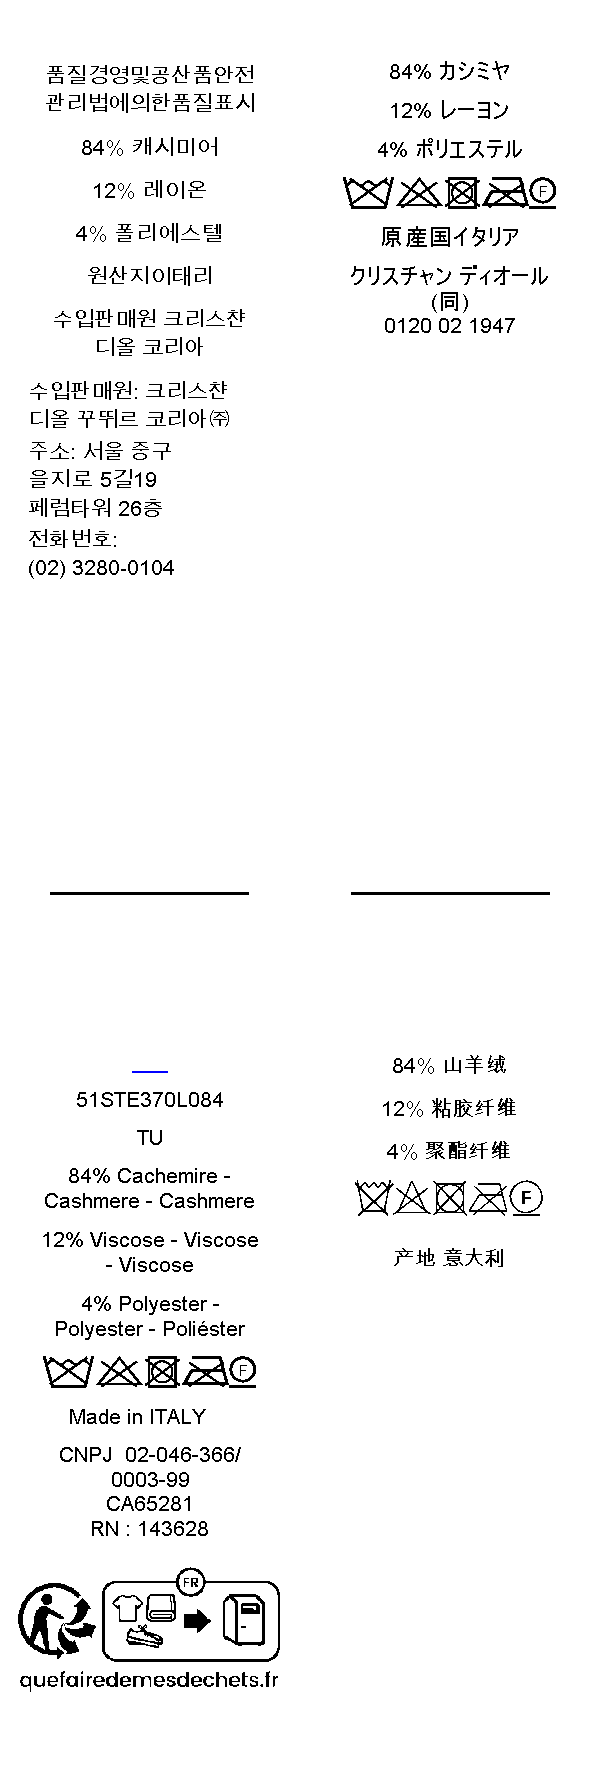 품질경영및공산품안전
관리법에의한품질표시
84% 캐시미어
12% 레이온
4% 폴리에스텔
원산지이태리
수입판매원 크리스챤
디올 코리아
수입판매원: 크리스챤
디올 꾸뛰르 코리아㈜
주소: 서울 중구
을지로 5길19
페럼타워 26층
전화번호:
(02) 3280-0104
84% カシミヤ
12% レーヨン
4% ポリエステル
F
原産国イタリア
クリスチャン ディオール
(同)
0120 02 1947
51STE370L084
TU
84% Cachemire -
Cashmere - Cashmere
12% Viscose - Viscose
- Viscose
4% Polyester -
Polyester - Poliéster
F
Made in ITALY
CNPJ 02-046-366/
0003-99
CA65281
RN : 143628
FR
quefairedemesdechets.fr
84% 山羊绒
12% 粘胶纤维
4% 聚酯纤维
F
产地 意大利